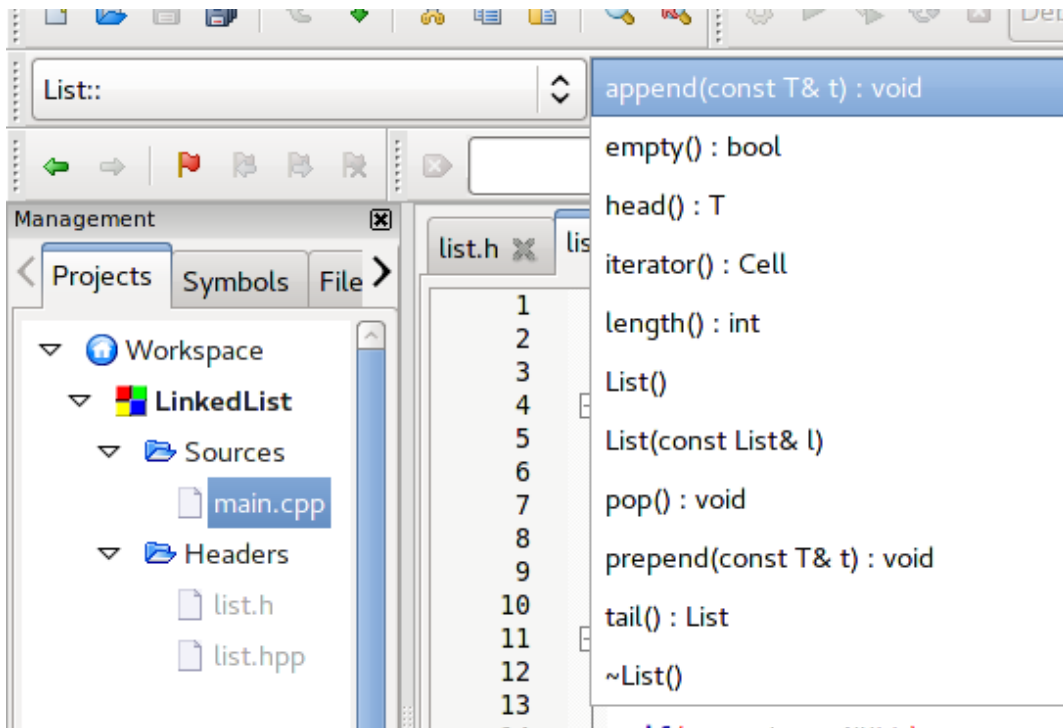 List::
append(const T& t) : void
empty() : bool
head() : T
iterator() : Cell
length() : int
List()
List(const List& l)
pop() : void
prepend(const T& t) : void
tail() : List
~List()
Management
Projects Symbols File
Workspace
LinkedList
Sources
main.cpp
Headers
list.h
list.hpp
list.h lis
1
2
3
4
5
6
7
8
9
10
11
12
13